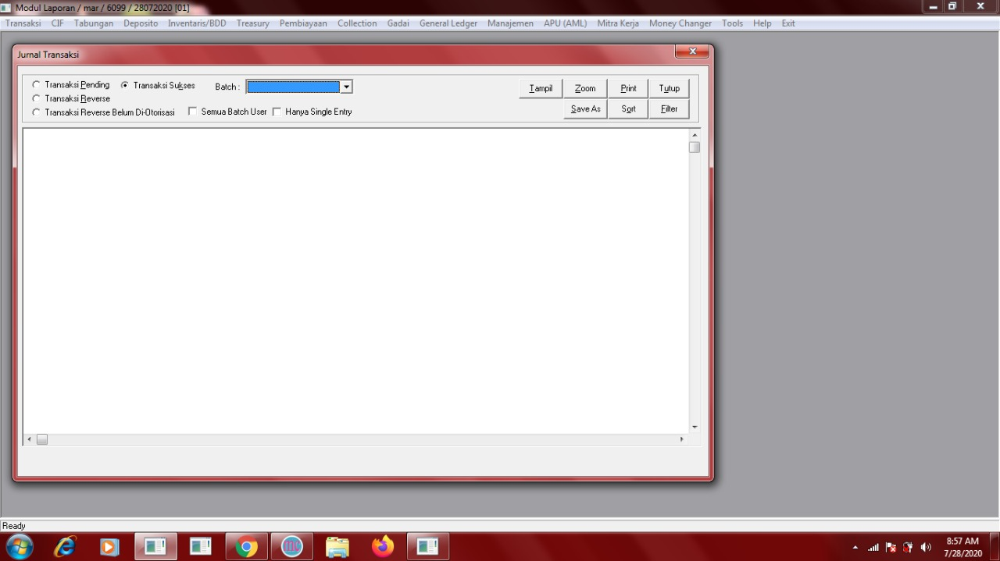 Modul Laporan / mar / 6099 / 28072020 [01]
Transaksi CIF Tabungan Deposito Inventaris/BDD Treasury Pembiayaan Collection Gadai General Ledger Manajemen APU (AML) Mitra Kerja Money Changer Tools Help Exit
Jurnal Transaksi
Transaksi Pending Transaksi Sukses Batch : Tampil Zoom Print Tutup
Transaksi Reverse
Transaksi Reverse Belum Di-Otorisasi Semua Batch User Hanya Single Entry Save As Sort Filter
Ready
8:57 AM
7/28/2020